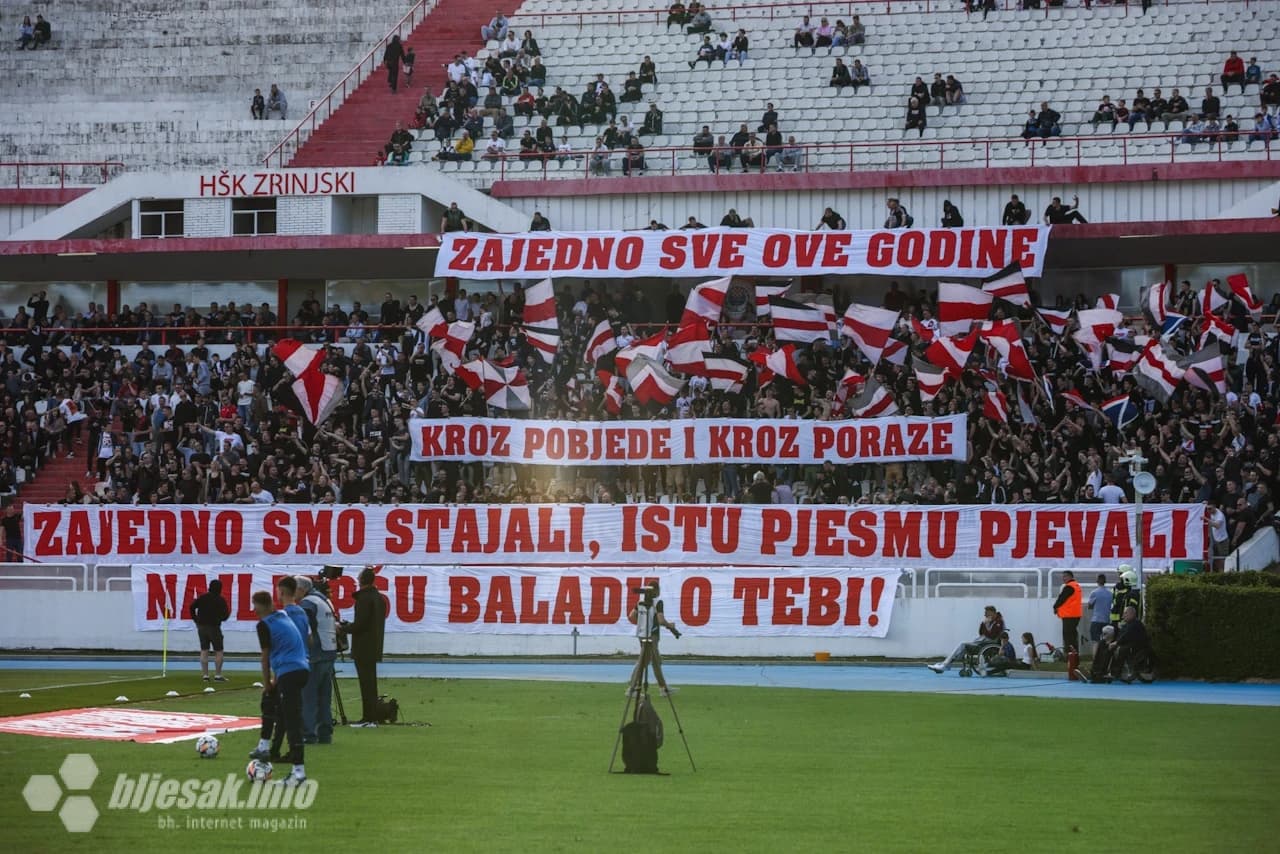 HŠK ZRINJSKI
ZAJEDNO SVE OVE GODINE
KROZ POBJEDE I KROZ PORAZE
ZAJEDNO SMO STAJALI, ISTU PJESMU PJEVALI
BALADU O TEBI!
bljesak.info
bh. internet magazin